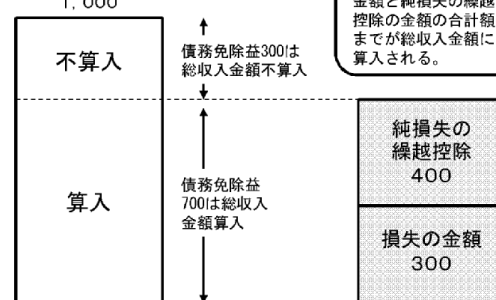 1，000
金額と純損失の繰越
控除の金額の合計額
までが総収入金額に
算入される。
不算入
債務免除益300は
総収入金額不算入
純損失の
繰越控除
400
算入
債務免除益
700は総収入
金額算入
損失の金額
300